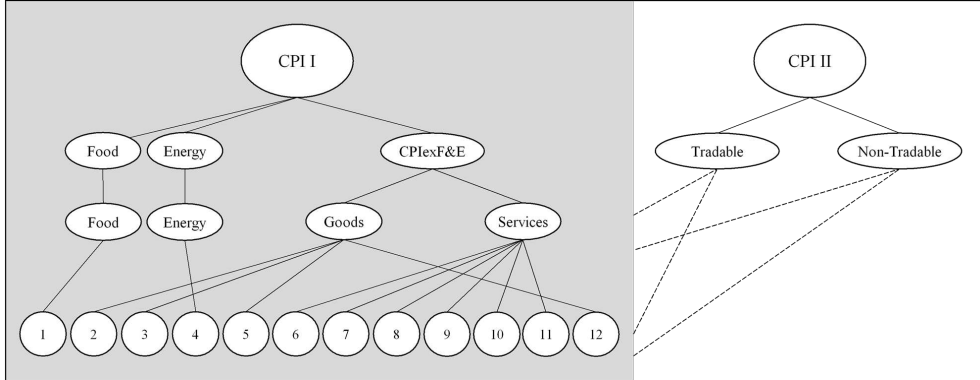 CPI I
CPI II
Food
Energy
CPIexF&E
Tradable
Non-Tradable
Food
Energy
Goods
Services
1
2
3
4
5
6
7
8
9
10
11
12